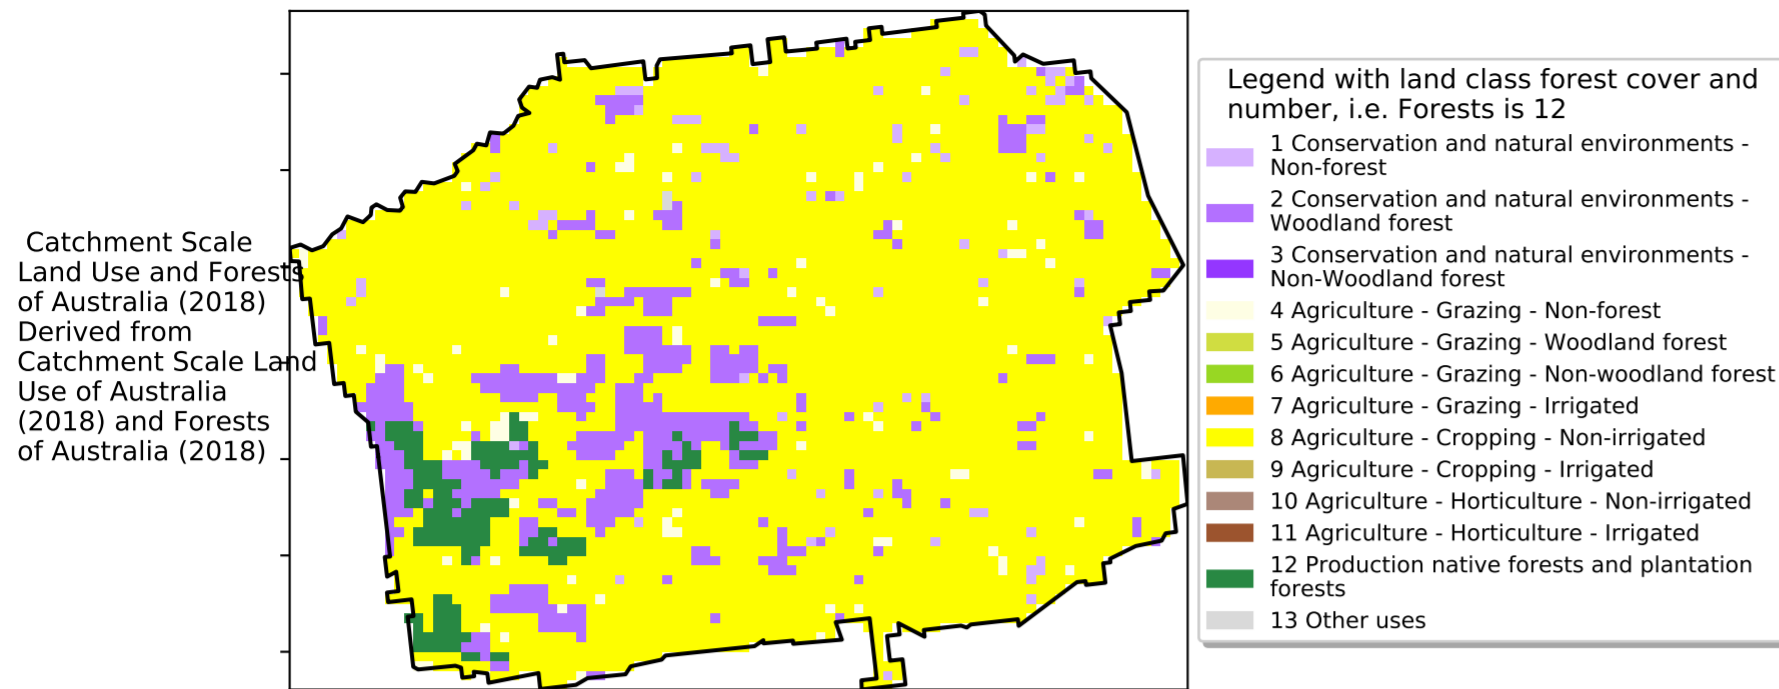 Catchment Scale
Land Use and Forests
of Australia (2018)
Derived from
Catchment Scale Land
Use of Australia
(2018) and Forests
of Australia (2018)
Legend with land class forest cover and
number, i.e. Forests is 12
1 Conservation and natural environments -
Non-forest
2 Conservation and natural environments -
Woodland forest
3 Conservation and natural environments -
Non-Woodland forest
4 Agriculture - Grazing - Non-forest
5 Agriculture - Grazing - Woodland forest
6 Agriculture - Grazing - Non-woodland forest
7 Agriculture - Grazing - Irrigated
8 Agriculture - Cropping - Non-irrigated
9 Agriculture - Cropping - Irrigated
10 Agriculture - Horticulture - Non-irrigated
11 Agriculture - Horticulture - Irrigated
12 Production native forests and plantation
forests
13 Other uses